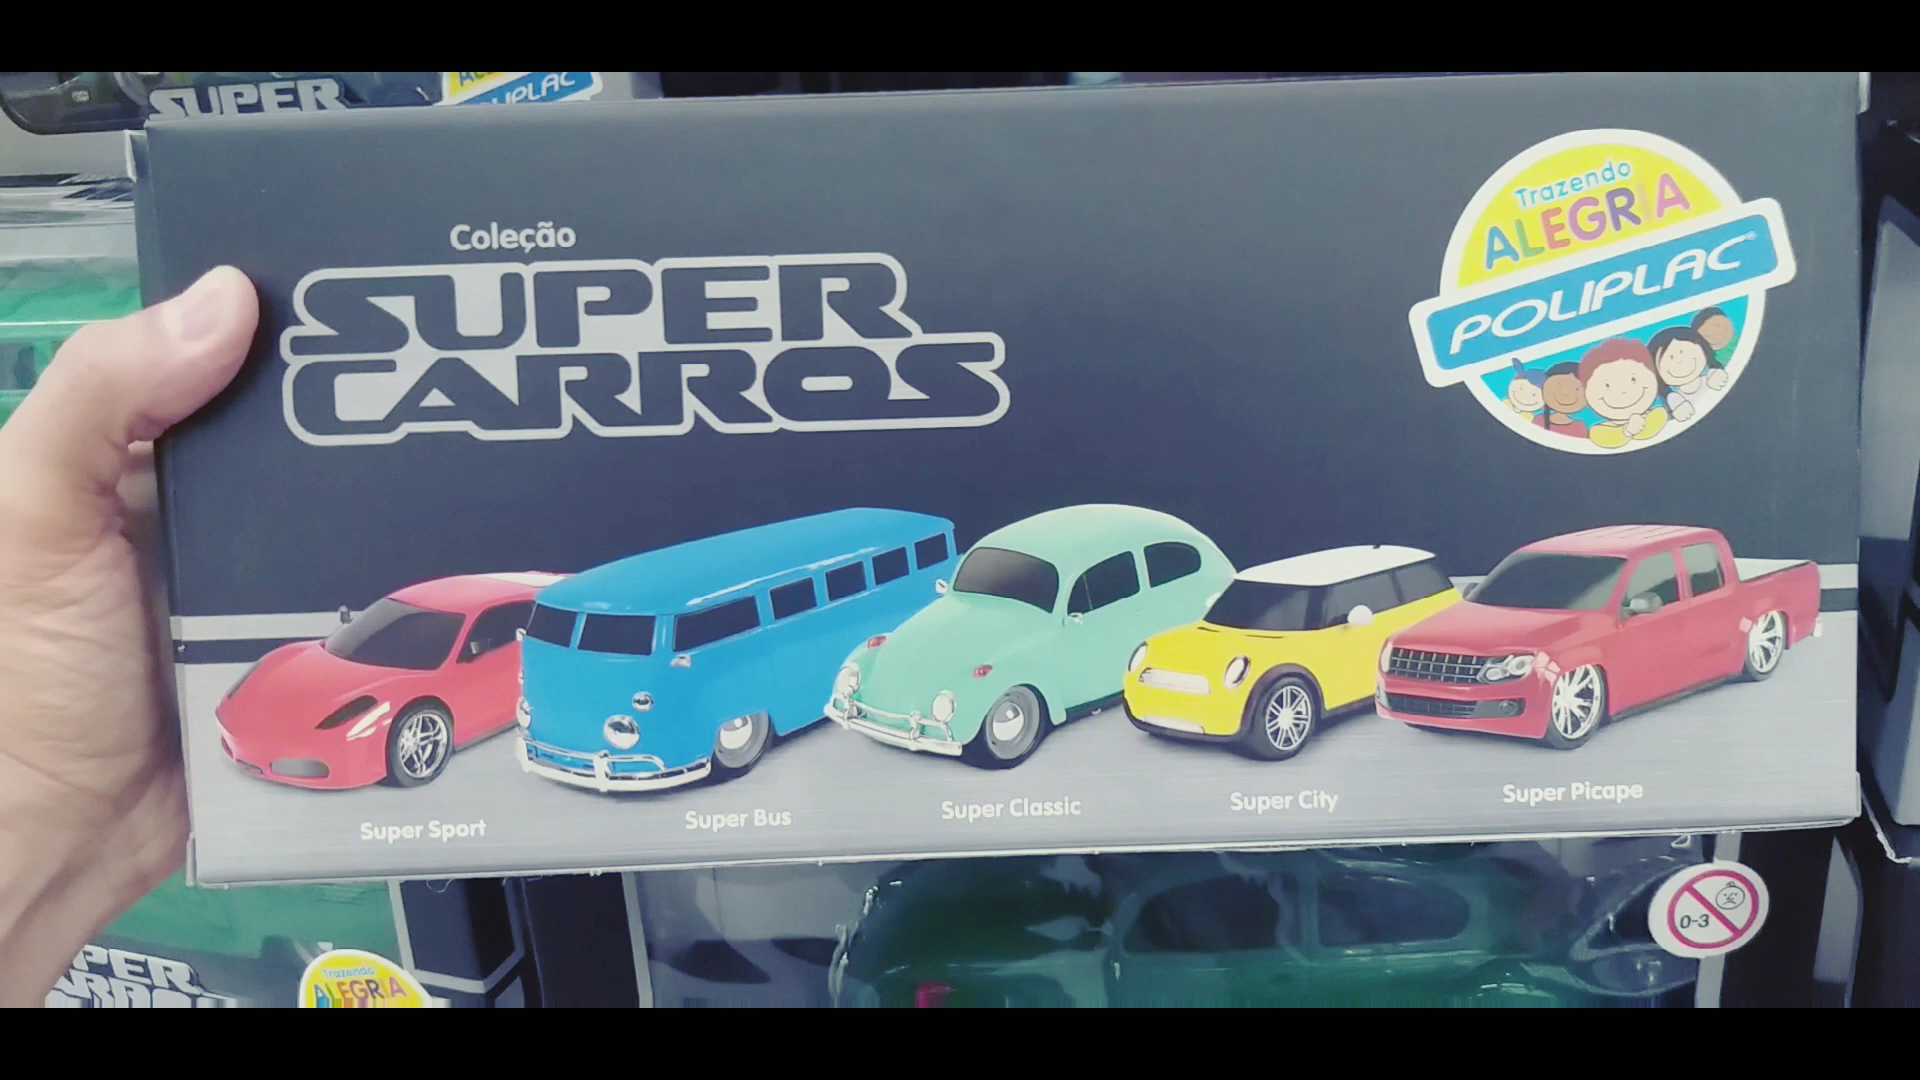 SUPER
POLIPLAC
Coleção
SUPER
CARROS
Trazendo
ALEGRIA
POLIPLAC
Super Sport
Super Bus
Super Classic
Super City
Super Picape
0-3
Trazendo
ALEGRIA